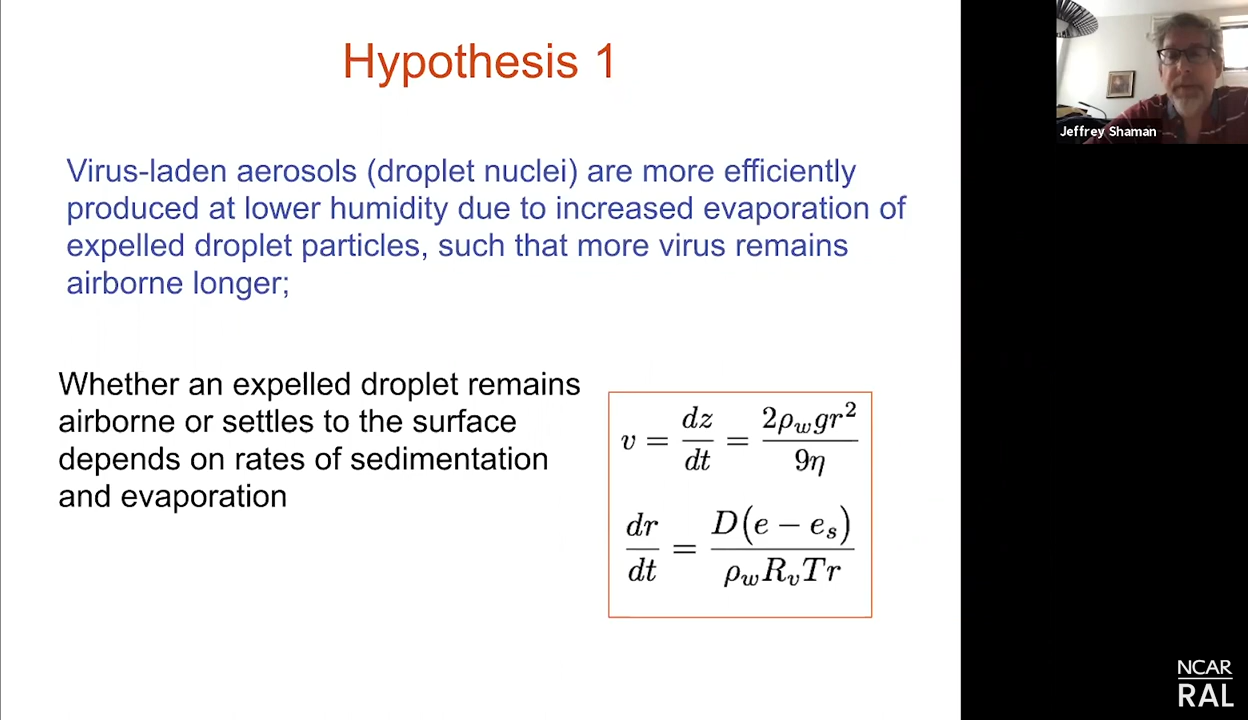 Hypothesis 1
Virus-laden aerosols (droplet nuclei) are more efficiently
produced at lower humidity due to increased evaporation of
expelled droplet particles, such that more virus remains
airborne longer;
Whether an expelled droplet remains
airborne or settles to the surface
depends on rates of sedimentation
and evaporation
v = dz/dt = 2ρ_w g r²/9η
dr/dt = D(e − e_s)/ρ_w R_v T r
Jeffrey Shaman
NCAR
RAL